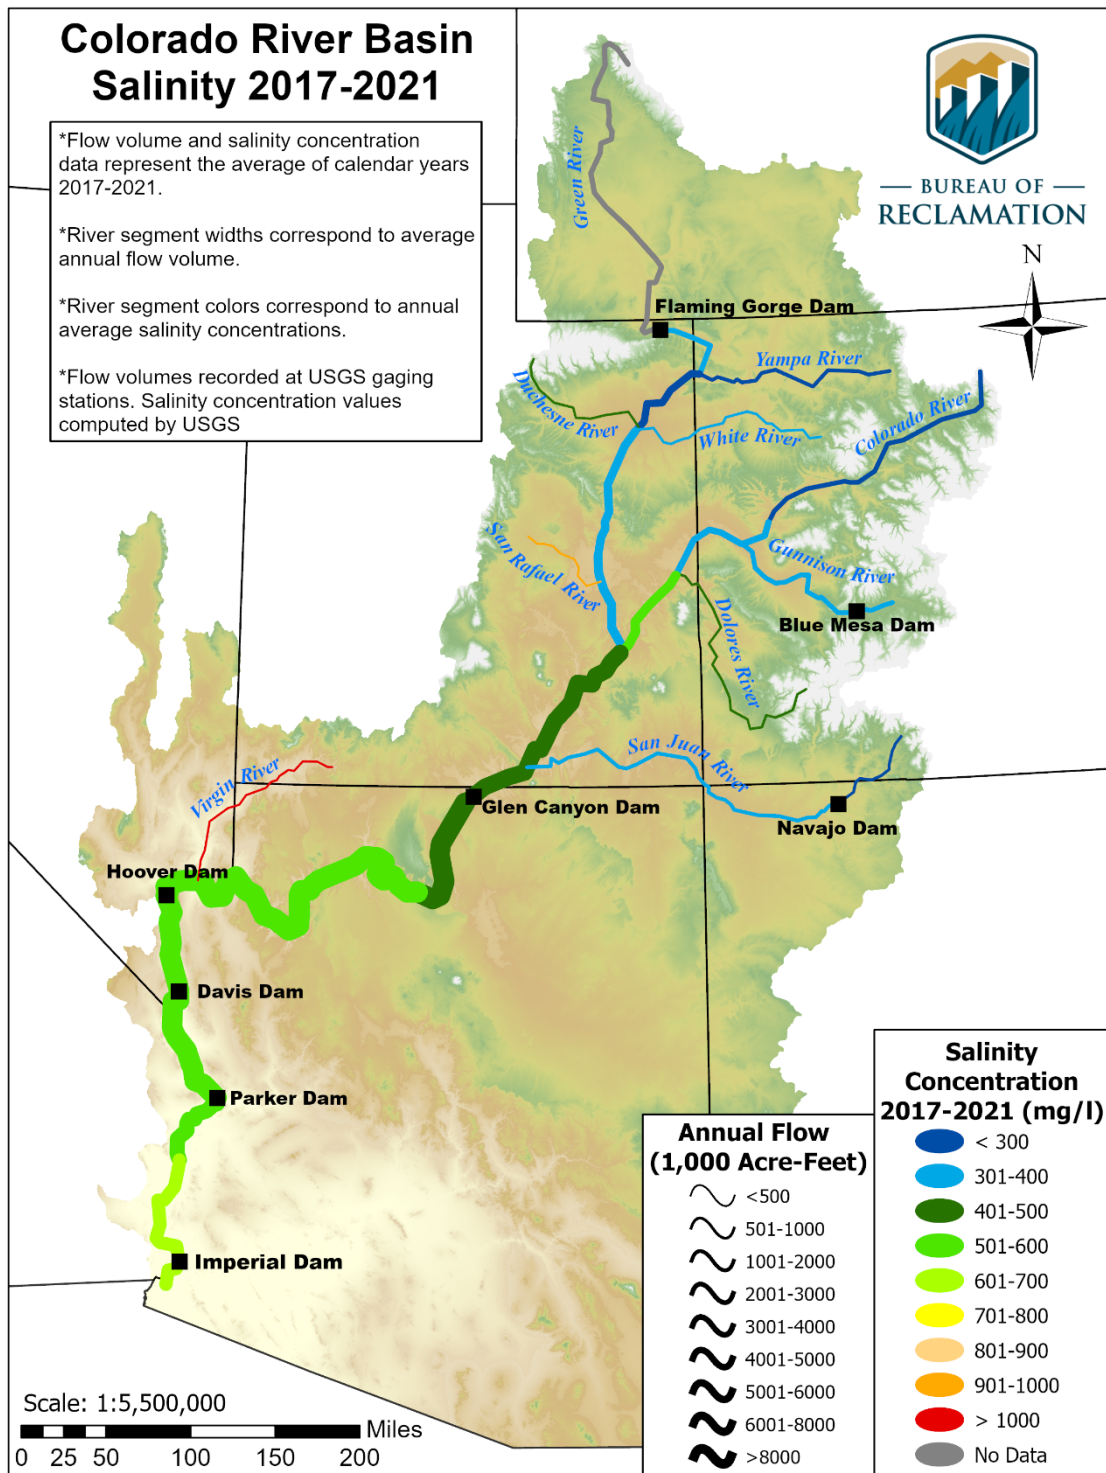 Colorado River Basin
Salinity 2017-2021
*Flow volume and salinity concentration
data represent the average of calendar years
2017-2021.
*River segment widths correspond to average
annual flow volume.
*River segment colors correspond to annual
average salinity concentrations.
*Flow volumes recorded at USGS gaging
stations. Salinity concentration values
computed by USGS
BUREAU OF
RECLAMATION
N
Green River
Flaming Gorge Dam
Yampa River
Duchesne River
White River
Colorado River
San Rafael River
Gunnison River
Blue Mesa Dam
Dolores River
San Juan River
Virgin River
Glen Canyon Dam
Navajo Dam
Hoover Dam
Davis Dam
Parker Dam
Imperial Dam
Scale: 1:5,500,000
Miles
0 25 50 100 150 200
Annual Flow
(1,000 Acre-Feet)
<500
501-1000
1001-2000
2001-3000
3001-4000
4001-5000
5001-6000
6001-8000
>8000
Salinity
Concentration
2017-2021 (mg/l)
< 300
301-400
401-500
501-600
601-700
701-800
801-900
901-1000
> 1000
No Data